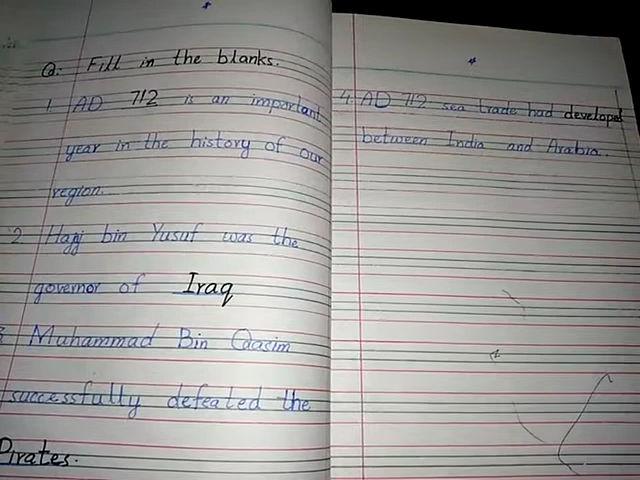 Q: Fill in the blanks.
1 AD 712 is an important
year in the history of our
region.
2 Hajj bin Yusuf was the
governor of Iraq
3 Muhammad Bin Qasim
successfully defeated the
Pirates.
4. AD 712 sea trade had developed
between India and Arabia.